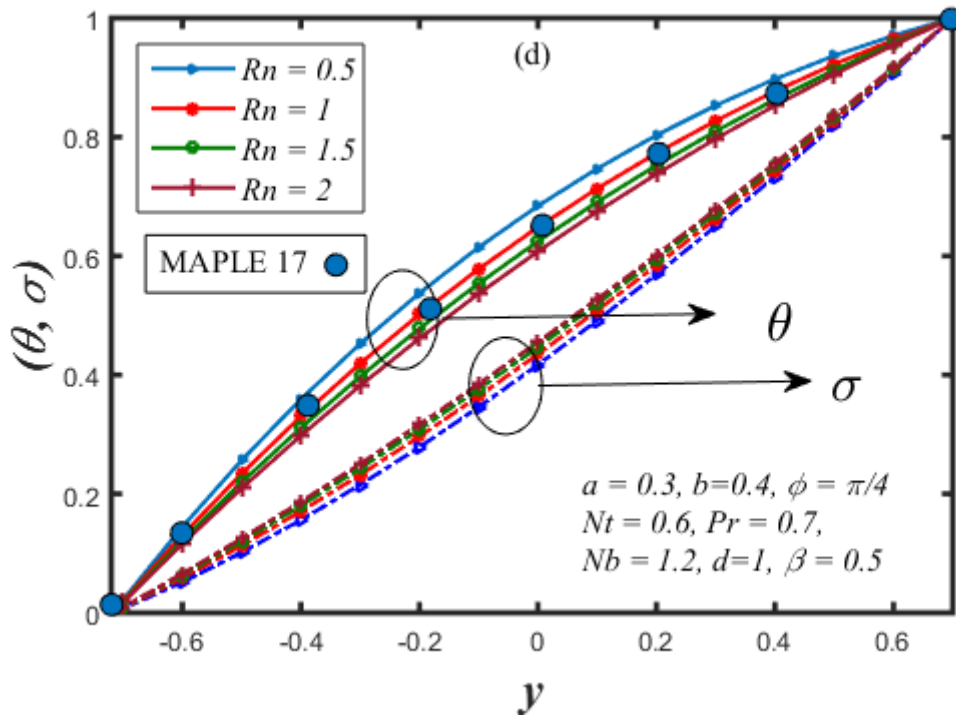 (d)
Rn = 0.5
Rn = 1
Rn = 1.5
Rn = 2
MAPLE 17
(θ, σ)
1
0.8
0.6
0.4
0.2
0
θ
σ
a = 0.3, b=0.4, ϕ = π/4
Nt = 0.6, Pr = 0.7,
Nb = 1.2, d=1, β = 0.5
-0.6 -0.4 -0.2 0 0.2 0.4 0.6
y